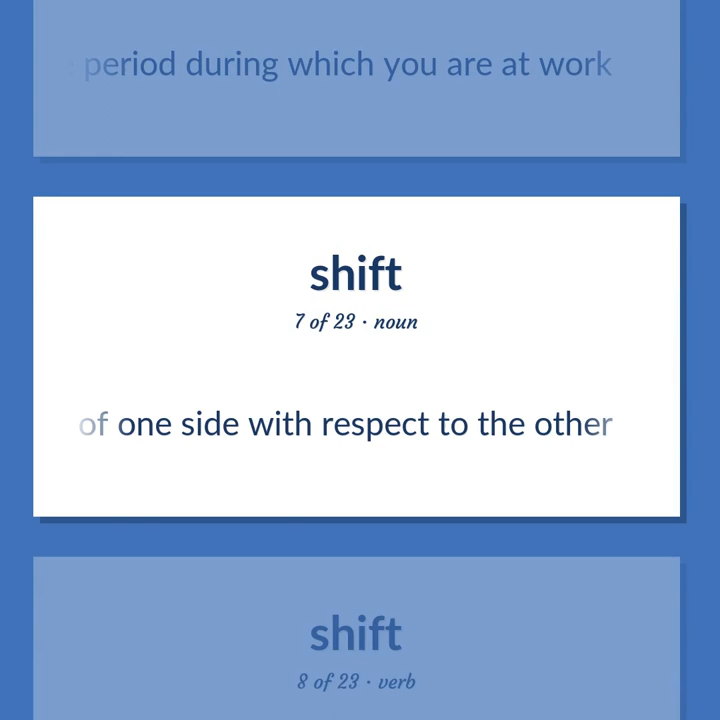 period during which you are at work
shift
7 of 23 · noun
of one side with respect to the other
shift
8 of 23 · verb